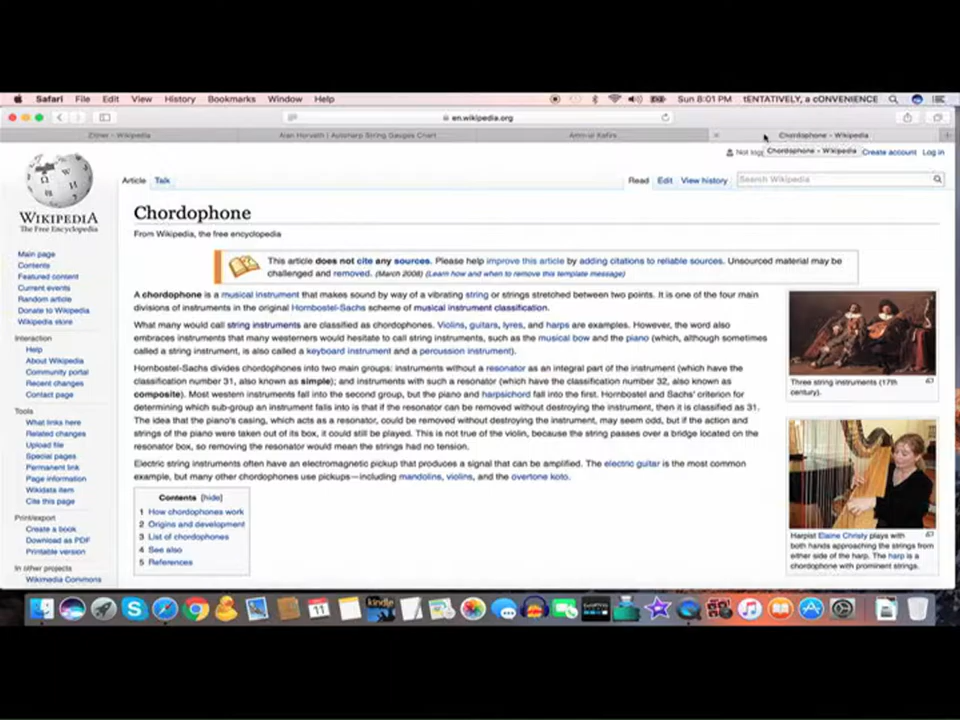 Safari File Edit View History Bookmarks Window Help Sun 8:01 PM tENTATIVELY, a cONVENIENCE
en.wikipedia.org
Zither - Wikipedia Alan Horvath | Autoharp String Gauges Chart Amir-ul Kafirs Chordophone - Wikipedia
Not log Chordophone - Wikipedia Create account Log in
Article Talk Read Edit View history Search Wikipedia
WIKIPEDIA
The Free Encyclopedia
Main page
Contents
Featured content
Current events
Random article
Donate to Wikipedia
Wikipedia store
Interaction
Help
About Wikipedia
Community portal
Recent changes
Contact page
Tools
What links here
Related changes
Upload file
Special pages
Permanent link
Page information
Wikidata item
Cite this page
Print/export
Create a book
Download as PDF
Printable version
In other projects
Wikimedia Commons
Chordophone
From Wikipedia, the free encyclopedia
This article does not cite any sources. Please help improve this article by adding citations to reliable sources. Unsourced material may be
challenged and removed. (March 2008) (Learn how and when to remove this template message)
A chordophone is a musical instrument that makes sound by way of a vibrating string or strings stretched between two points. It is one of the four main
divisions of instruments in the original Hornbostel-Sachs scheme of musical instrument classification.
What many would call string instruments are classified as chordophones. Violins, guitars, lyres, and harps are examples. However, the word also
embraces instruments that many westerners would hesitate to call string instruments, such as the musical bow and the piano (which, although sometimes
called a string instrument, is also called a keyboard instrument and a percussion instrument).
Hornbostel-Sachs divides chordophones into two main groups: instruments without a resonator as an integral part of the instrument (which have the
classification number 31, also known as simple); and instruments with such a resonator (which have the classification number 32, also known as
composite). Most western instruments fall into the second group, but the piano and harpsichord fall into the first. Hornbostel and Sachs' criterion for
determining which sub-group an instrument falls into is that if the resonator can be removed without destroying the instrument, then it is classified as 31.
The idea that the piano's casing, which acts as a resonator, could be removed without destroying the instrument, may seem odd, but if the action and
strings of the piano were taken out of its box, it could still be played. This is not true of the violin, because the string passes over a bridge located on the
resonator box, so removing the resonator would mean the strings had no tension.
Electric string instruments often have an electromagnetic pickup that produces a signal that can be amplified. The electric guitar is the most common
example, but many other chordophones use pickups—including mandolins, violins, and the overtone koto.
Contents [hide]
1 How chordophones work
2 Origins and development
3 List of chordophones
4 See also
5 References
Three string instruments (17th
century).
Harpist Elaine Christy plays with
both hands approaching the strings from
either side of the harp. The harp is a
chordophone with prominent strings.